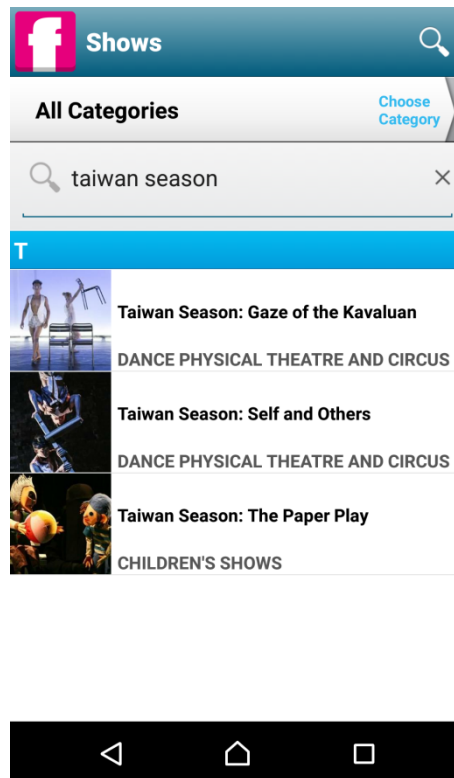 f Shows
All Categories
Choose
Category
taiwan season
T
Taiwan Season: Gaze of the Kavaluan
DANCE PHYSICAL THEATRE AND CIRCUS
Taiwan Season: Self and Others
DANCE PHYSICAL THEATRE AND CIRCUS
Taiwan Season: The Paper Play
CHILDREN'S SHOWS